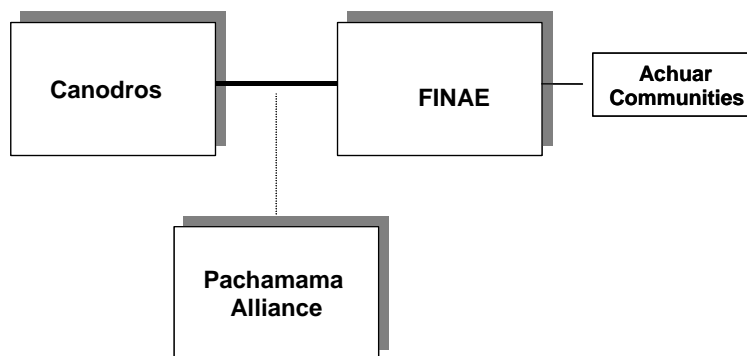 Canodros
FINAE
Achuar
Communities
Pachamama
Alliance